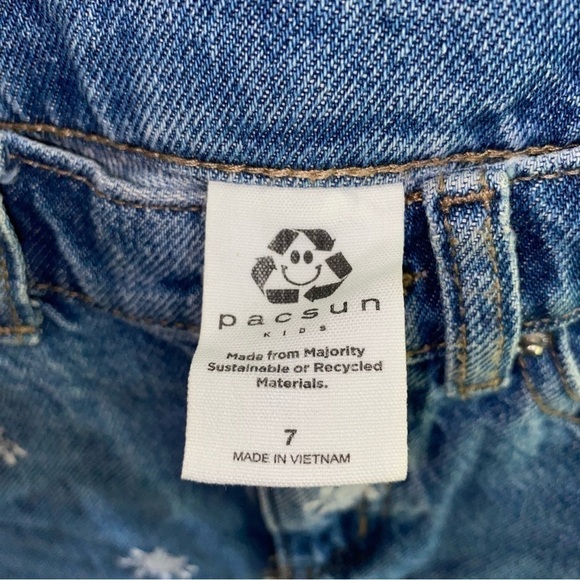 pacsun
KIDS
Made from Majority
Sustainable or Recycled
Materials.
7
MADE IN VIETNAM